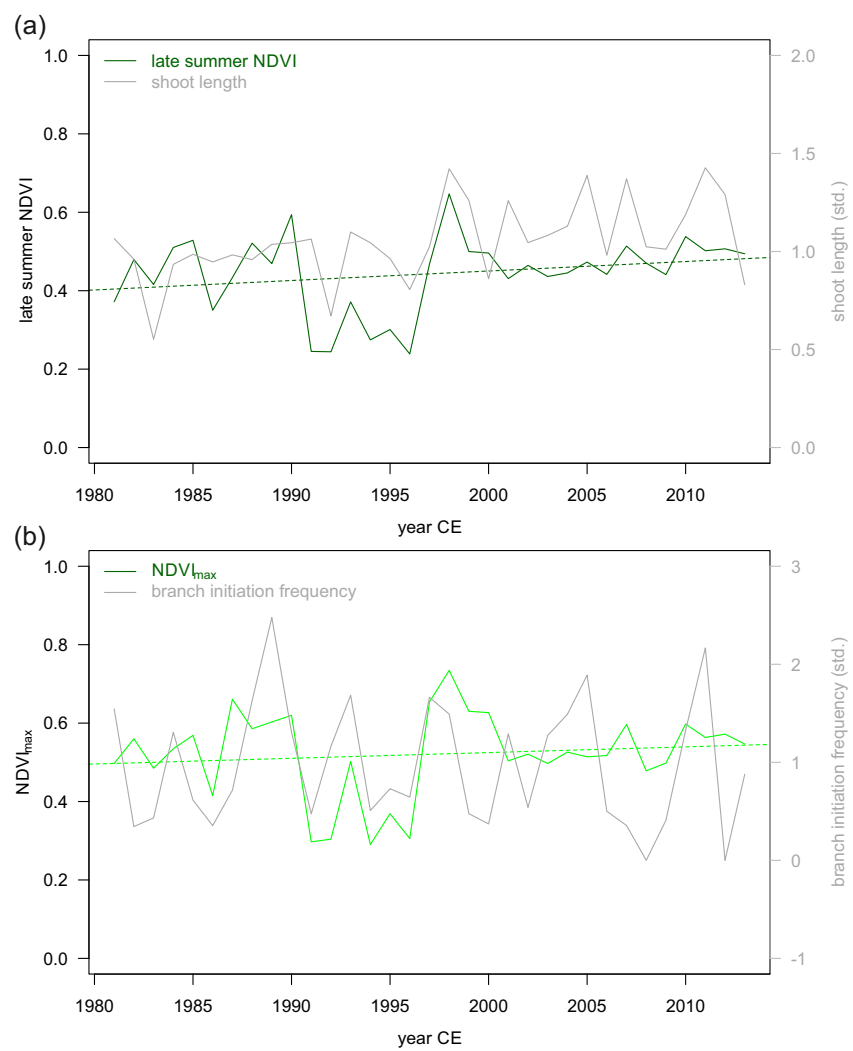 (a)
late summer NDVI
shoot length
1.0
0.8
0.6
0.4
0.2
0.0
late summer NDVI
2.0
1.5
1.0
0.5
0.0
shoot length (std.)
1980 1985 1990 1995 2000 2005 2010
year CE
(b)
NDVImax
branch initiation frequency
1.0
0.8
0.6
0.4
0.2
0.0
NDVImax
3
2
1
0
-1
branch initiation frequency (std.)
1980 1985 1990 1995 2000 2005 2010
year CE